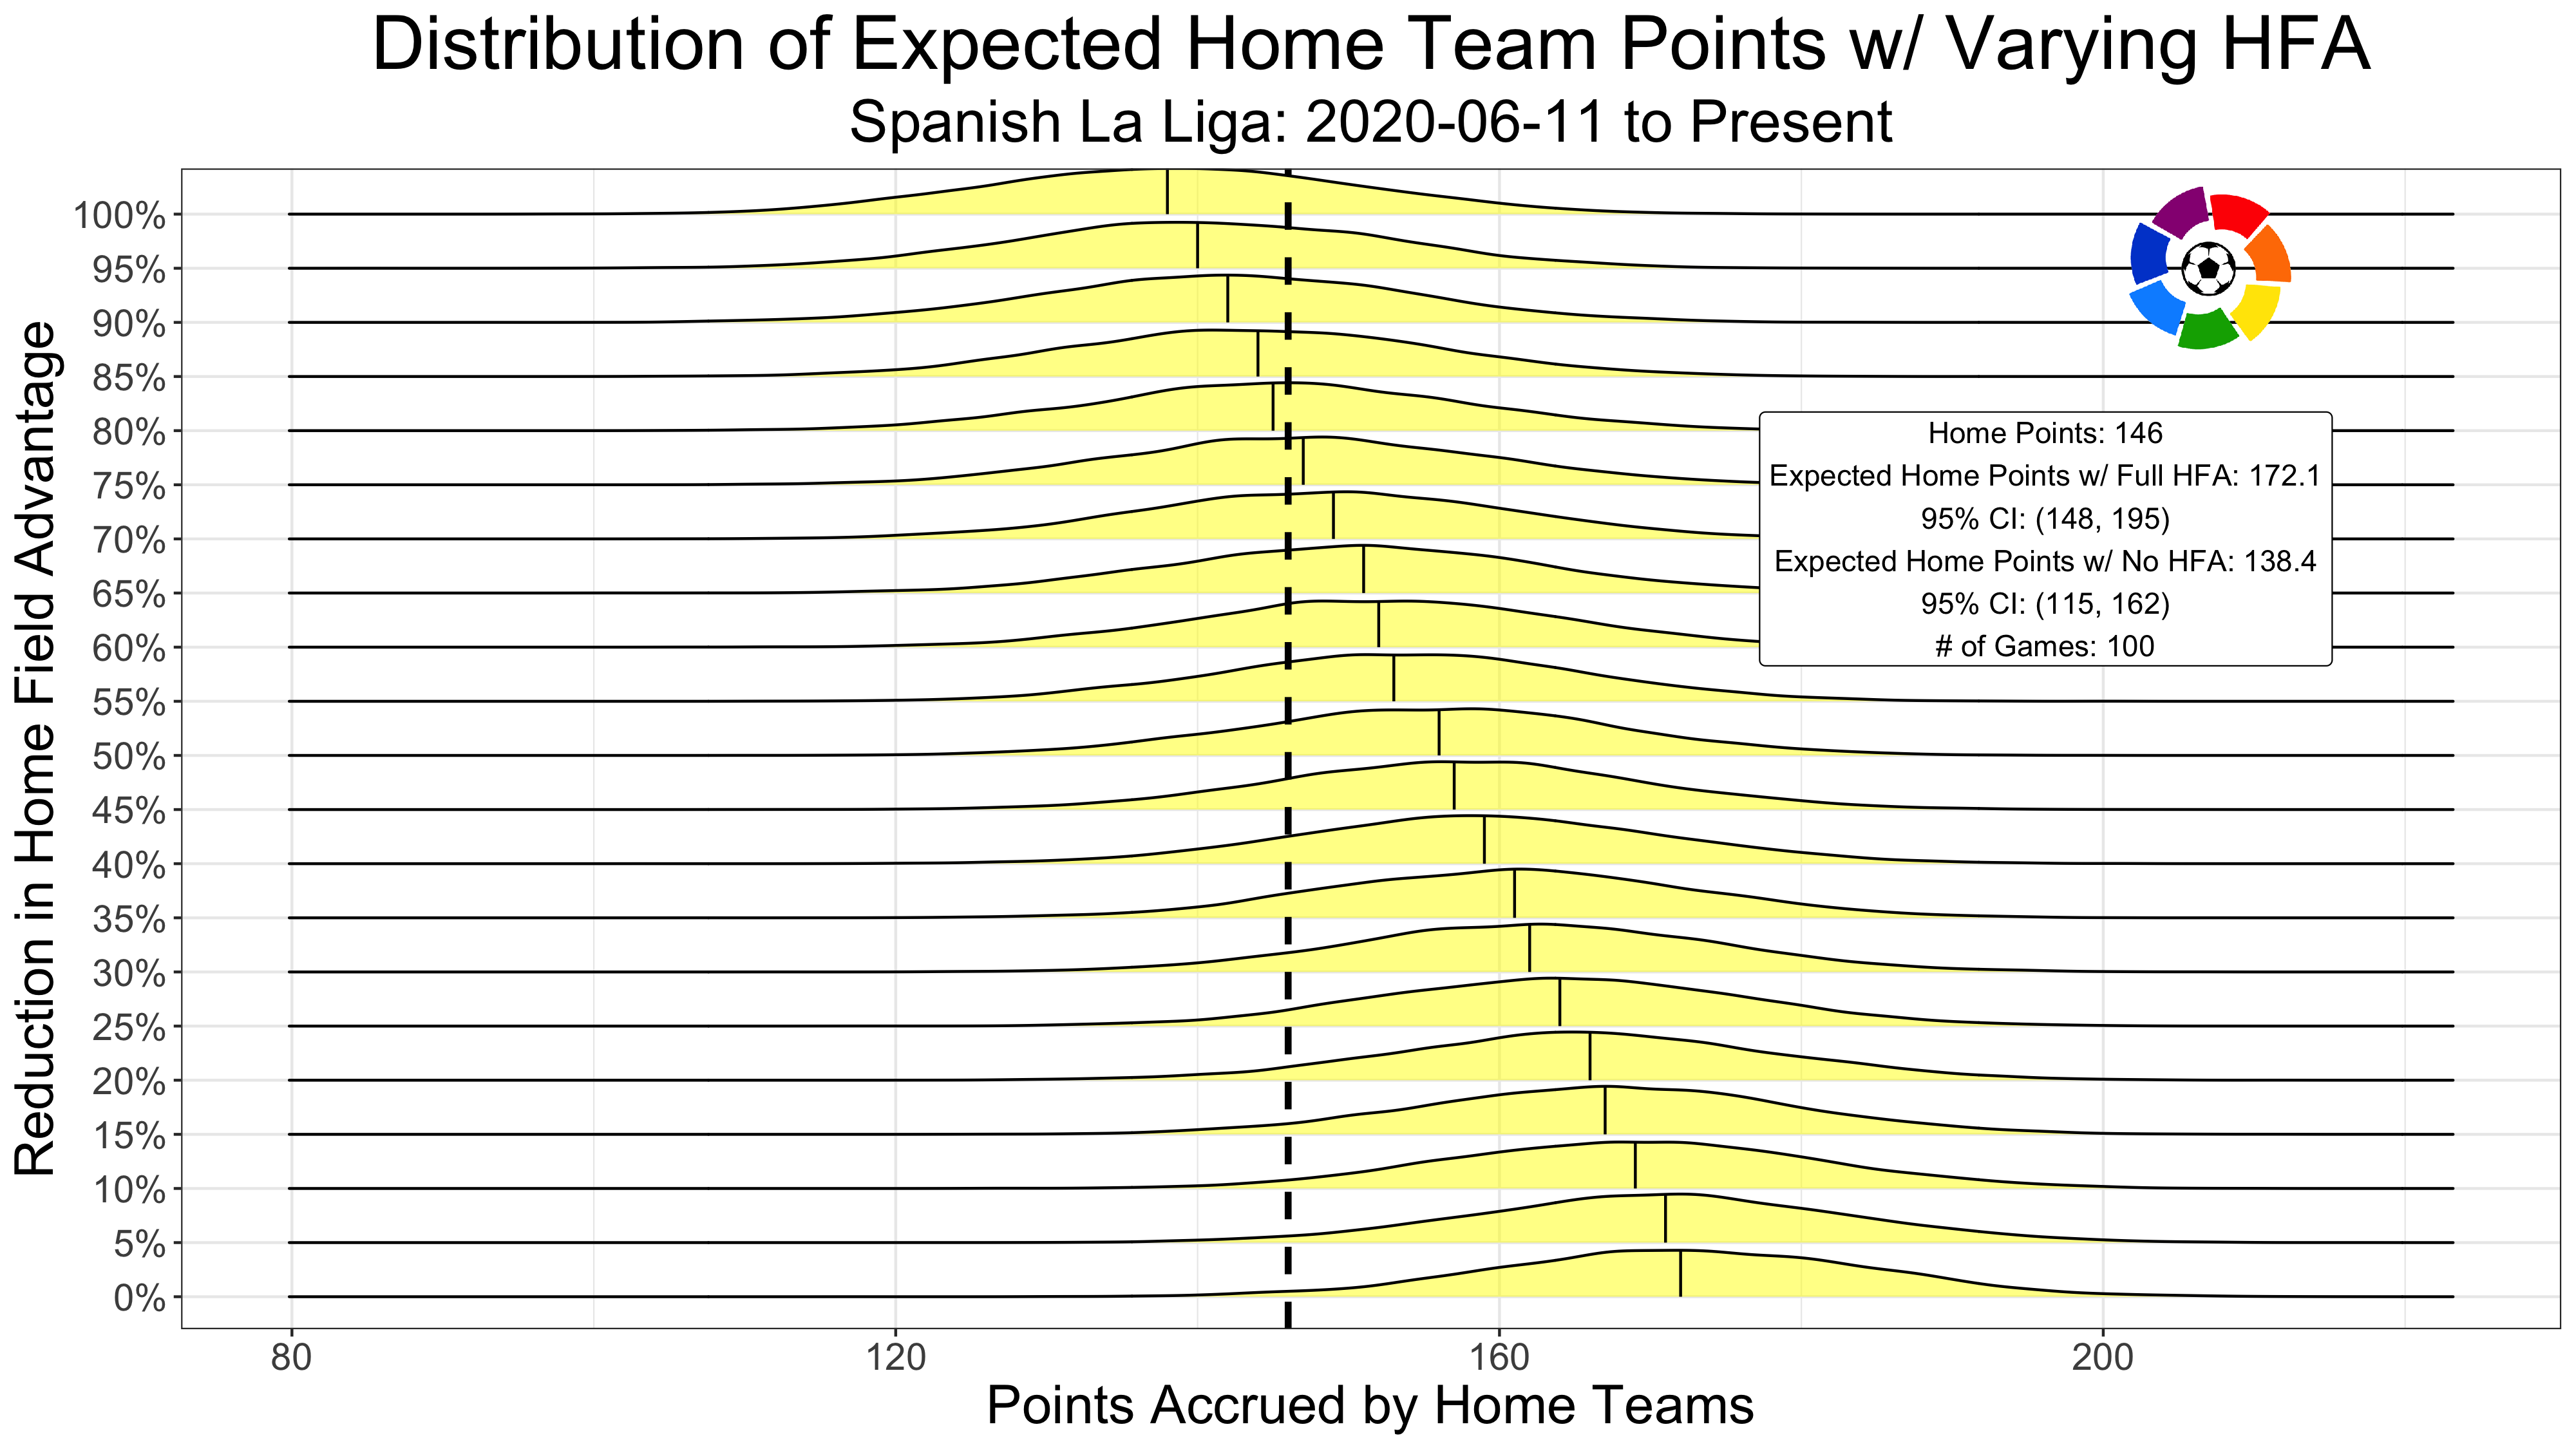 Distribution of Expected Home Team Points w/ Varying HFA
Spanish La Liga: 2020-06-11 to Present
Reduction in Home Field Advantage
100%
95%
90%
85%
80%
75%
70%
65%
60%
55%
50%
45%
40%
35%
30%
25%
20%
15%
10%
5%
0%
Home Points: 146
Expected Home Points w/ Full HFA: 172.1
95% CI: (148, 195)
Expected Home Points w/ No HFA: 138.4
95% CI: (115, 162)
# of Games: 100
80 120 160 200
Points Accrued by Home Teams